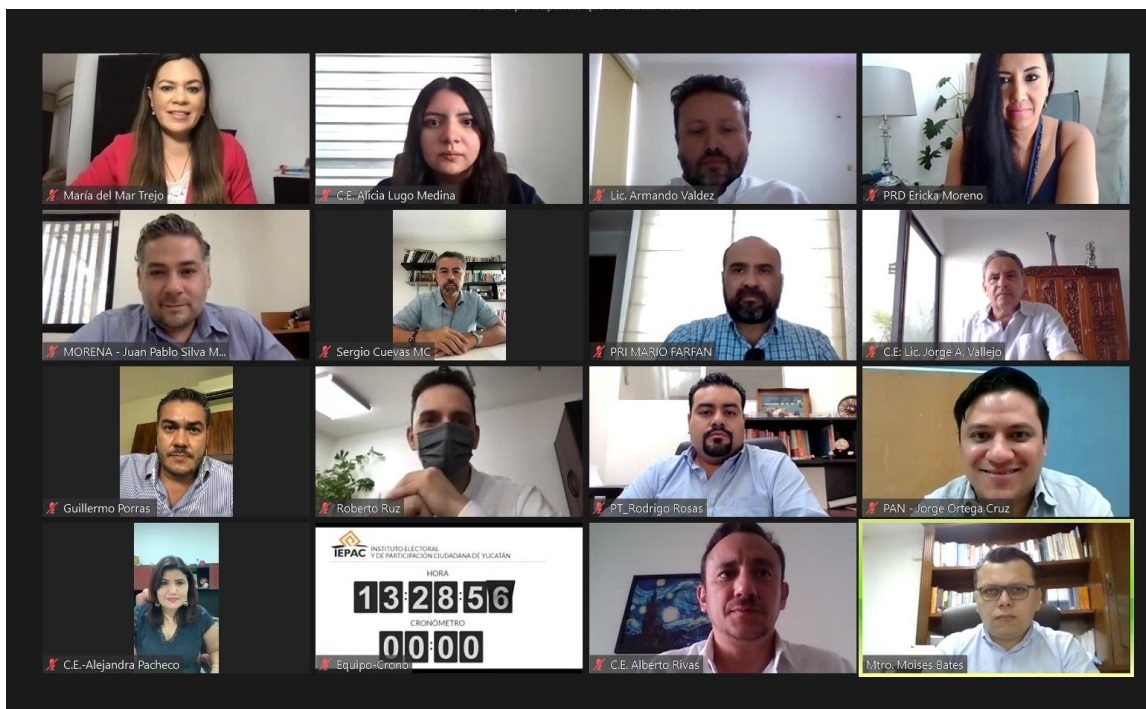 María del Mar Trejo
C.E. Alicia Lugo Medina
Lic. Armando Valdez
PRD Ericka Moreno
MORENA - Juan Pablo Silva M...
Sergio Cuevas MC
PRI MARIO FARFAN
C.E: Lic. Jorge A. Vallejo
Guillermo Porras
Roberto Ruz
PT_Rodrigo Rosas
PAN - Jorge Ortega Cruz
IEPAC
INSTITUTO ELECTORAL
Y DE PARTICIPACIÓN CIUDADANA DE YUCATÁN
HORA
13:28:56
CRONÓMETRO
00:00
C.E.-Alejandra Pacheco
Equipo-Crono
C.E. Alberto Rivas
Mtro. Moises Bates